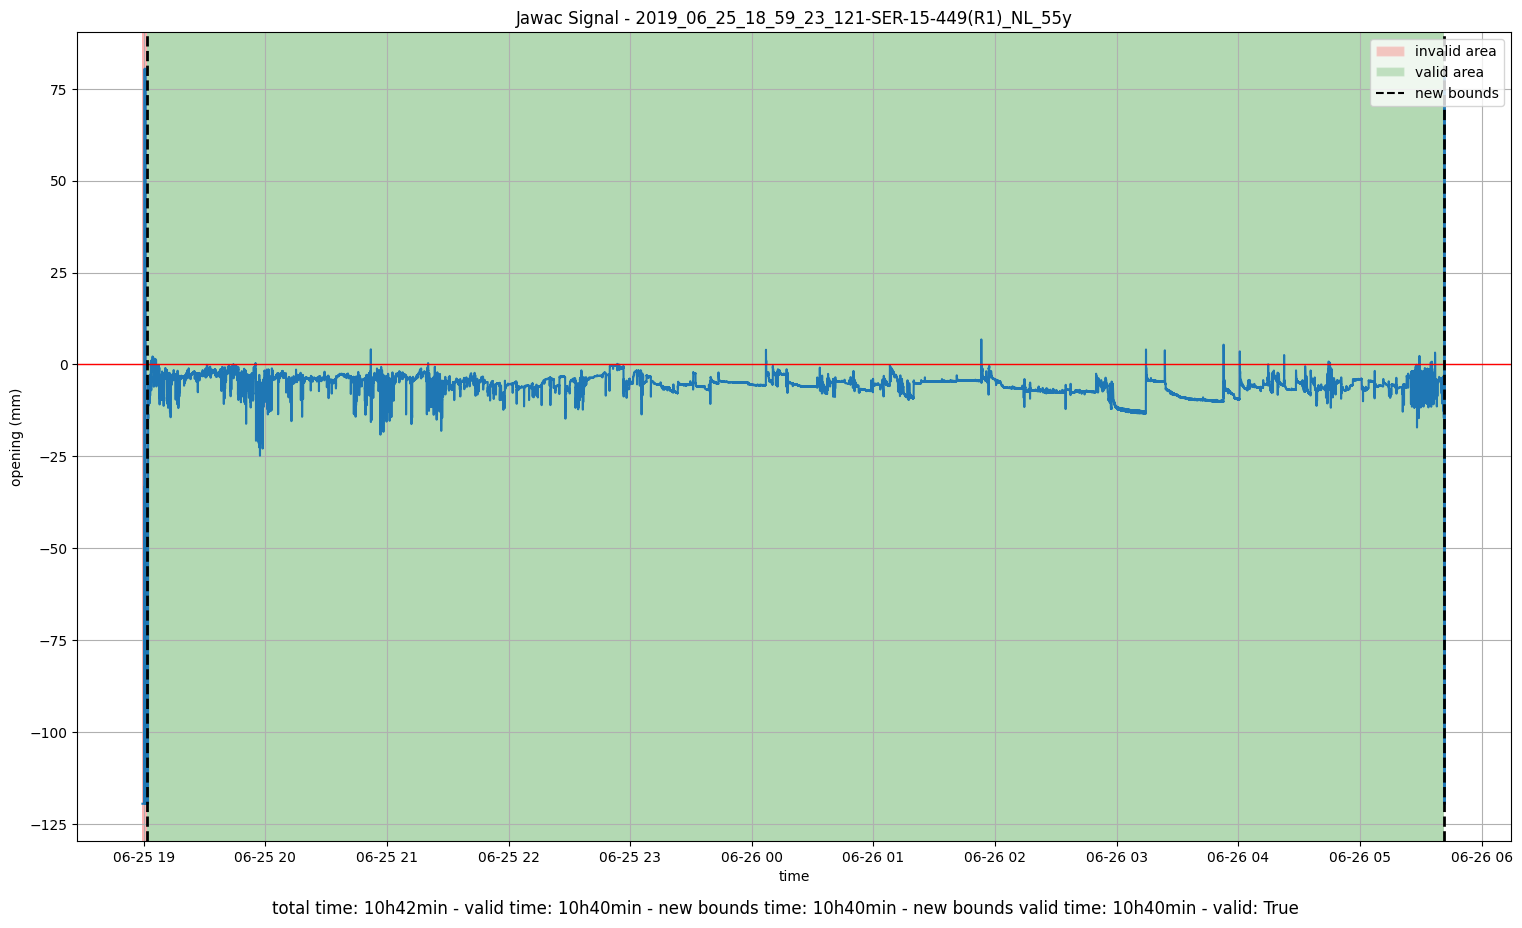 Jawac Signal - 2019_06_25_18_59_23_121-SER-15-449(R1)_NL_55y
invalid area
valid area
new bounds
75
50
25
0
−25
−50
−75
−100
−125
opening (mm)
06-25 19 06-25 20 06-25 21 06-25 22 06-25 23 06-26 00 06-26 01 06-26 02 06-26 03 06-26 04 06-26 05 06-26 06
time
total time: 10h42min - valid time: 10h40min - new bounds time: 10h40min - new bounds valid time: 10h40min - valid: True